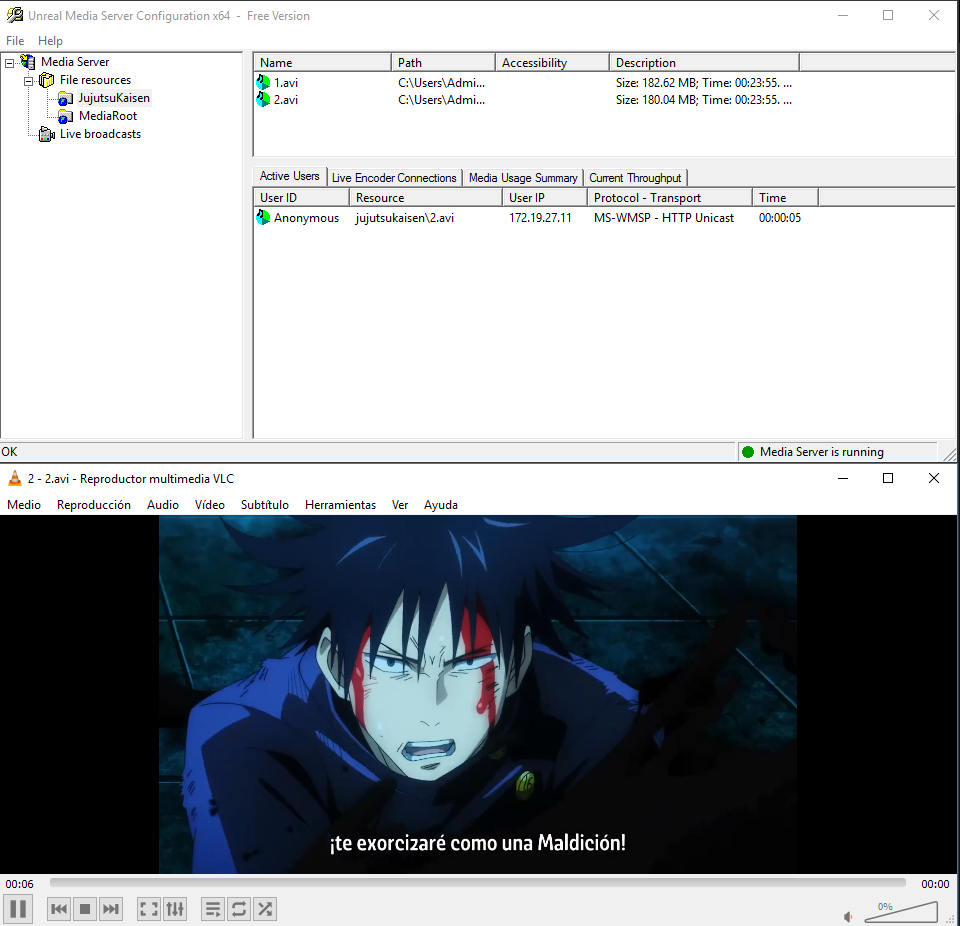 Unreal Media Server Configuration x64 - Free Version
File Help
Media Server
File resources
JujutsuKaisen
MediaRoot
Live broadcasts
Name Path Accessibility Description
1.avi C:\Users\Admi... Size: 182.62 MB; Time: 00:23:55. ...
2.avi C:\Users\Admi... Size: 180.04 MB; Time: 00:23:55. ...
Active Users Live Encoder Connections Media Usage Summary Current Throughput
User ID Resource User IP Protocol - Transport Time
Anonymous jujutsukaisen\2.avi 172.19.27.11 MS-WMSP - HTTP Unicast 00:00:05
OK Media Server is running
2 - 2.avi - Reproductor multimedia VLC
Medio Reproducción Audio Vídeo Subtítulo Herramientas Ver Ayuda
¡te exorcizaré como una Maldición!
00:06 00:00
0%